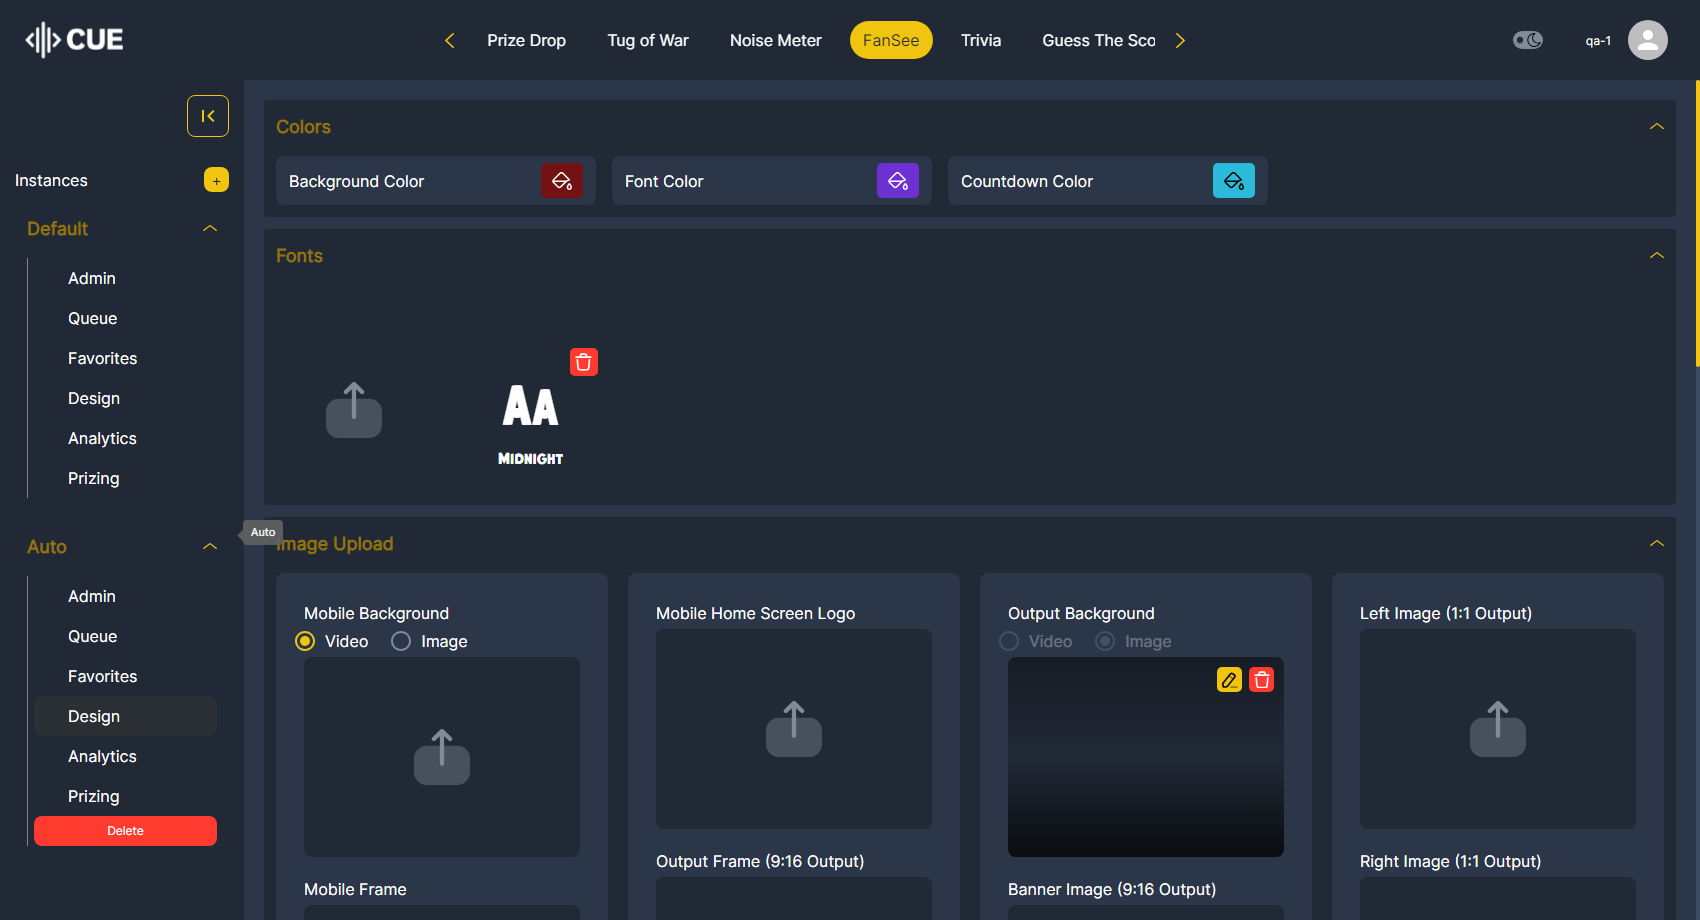 CUE
Prize Drop
Tug of War
Noise Meter
FanSee
Trivia
Guess The Sco
qa-1
Instances
+
Default
Admin
Queue
Favorites
Design
Analytics
Prizing
Auto
Admin
Queue
Favorites
Design
Analytics
Prizing
Delete
Auto
Colors
Background Color
Font Color
Countdown Color
Fonts
AA
MIDNIGHT
Image Upload
Mobile Background
Video
Image
Mobile Frame
Mobile Home Screen Logo
Output Frame (9:16 Output)
Output Background
Video
Image
Banner Image (9:16 Output)
Left Image (1:1 Output)
Right Image (1:1 Output)